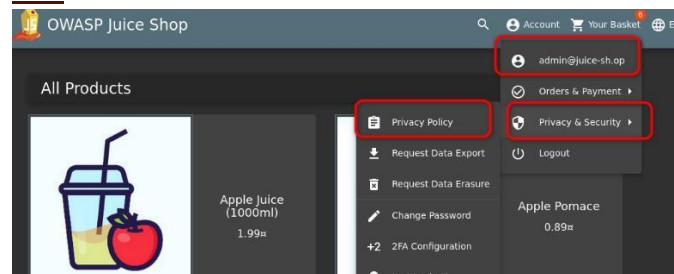 OWASP Juice Shop
Account
Your Basket
6
E
admin@juice-sh.op
All Products
Orders & Payment
Privacy Policy
Privacy & Security
Request Data Export
Logout
Request Data Erasure
Apple Juice
(1000ml)
1.99¤
Change Password
Apple Pomace
0.89¤
+2 2FA Configuration